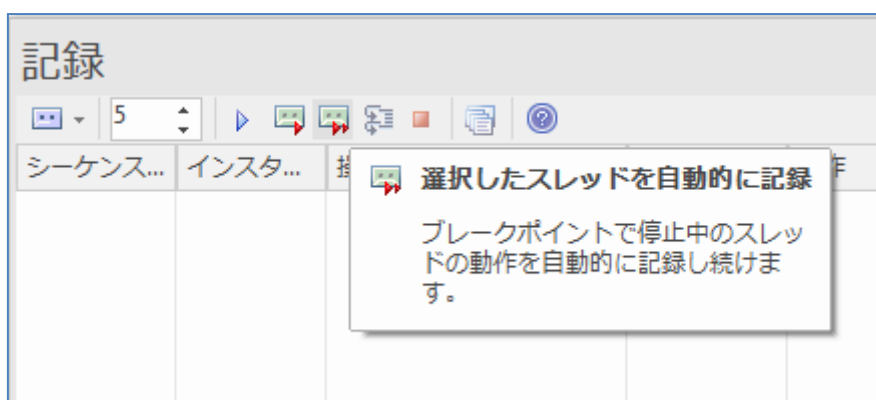 記録
5
シーケンス... インスタ...
選択したスレッドを自動的に記録
ブレークポイントで停止中のスレッ
ドの動作を自動的に記録し続けま
す。